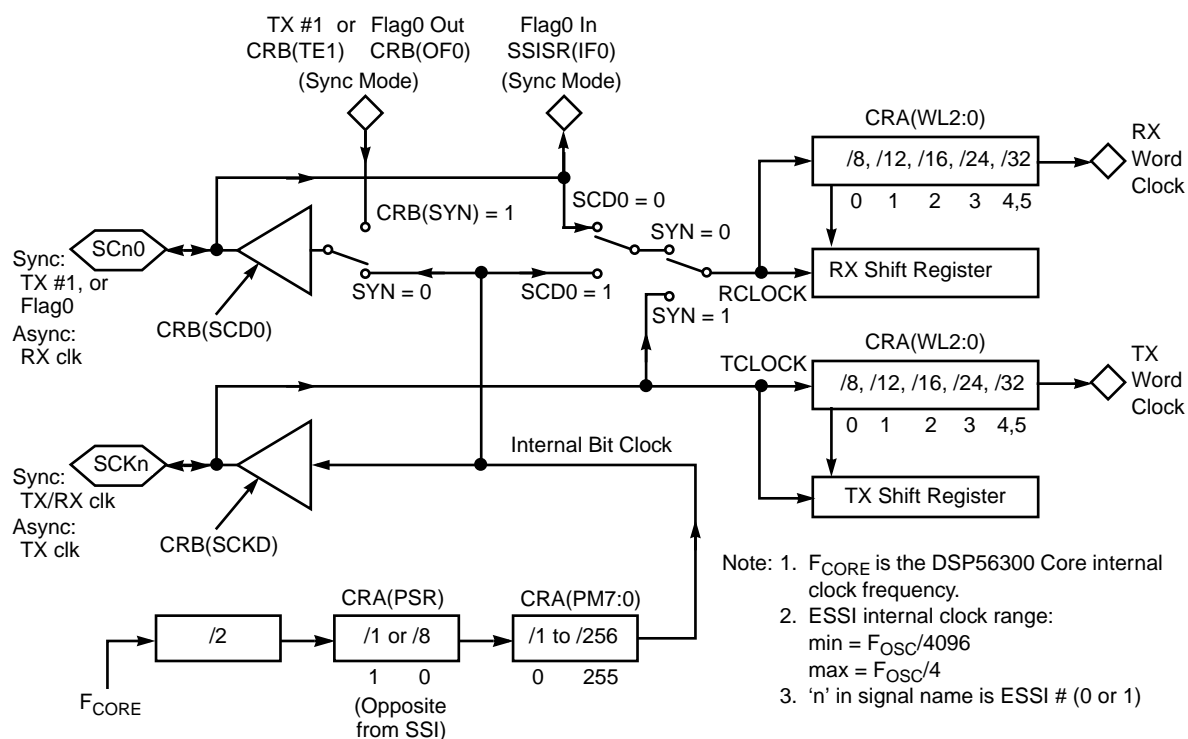 TX #1 or Flag0 Out
CRB(TE1) CRB(OF0)
(Sync Mode)
Flag0 In
SSISR(IF0)
(Sync Mode)
CRA(WL2:0)
/8, /12, /16, /24, /32
0 1 2 3 4,5
RX
Word
Clock
CRB(SYN) = 1
SCD0 = 0
SYN = 0
SCn0
Sync:
TX #1, or
Flag0
Async:
RX clk
SYN = 0
SCD0 = 1
RCLOCK
RX Shift Register
SYN = 1
CRB(SCD0)
CRA(WL2:0)
TCLOCK
/8, /12, /16, /24, /32
0 1 2 3 4,5
TX
Word
Clock
Internal Bit Clock
SCKn
Sync:
TX/RX clk
Async:
TX clk
TX Shift Register
CRB(SCKD)
CRA(PSR)
CRA(PM7:0)
/2
/1 or /8
/1 to /256
1 0
0 255
(Opposite
from SSI)
FCORE
Note: 1. FCORE is the DSP56300 Core internal
clock frequency.
2. ESSI internal clock range:
min = FOSC/4096
max = FOSC/4
3. ‘n’ in signal name is ESSI # (0 or 1)